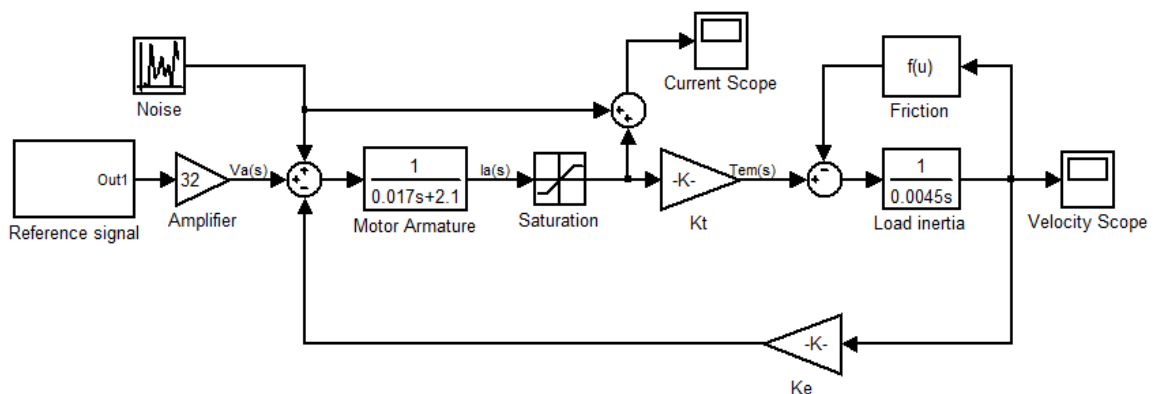 Noise
Current Scope
f(u)
Friction
Out1
Reference signal
32
Amplifier
Va(s)
+
+
-
1
0.017s+2.1
Motor Armature
Ia(s)
Saturation
+
+
-K-
Kt
Tem(s)
-
+
1
0.0045s
Load inertia
Velocity Scope
-K-
Ke